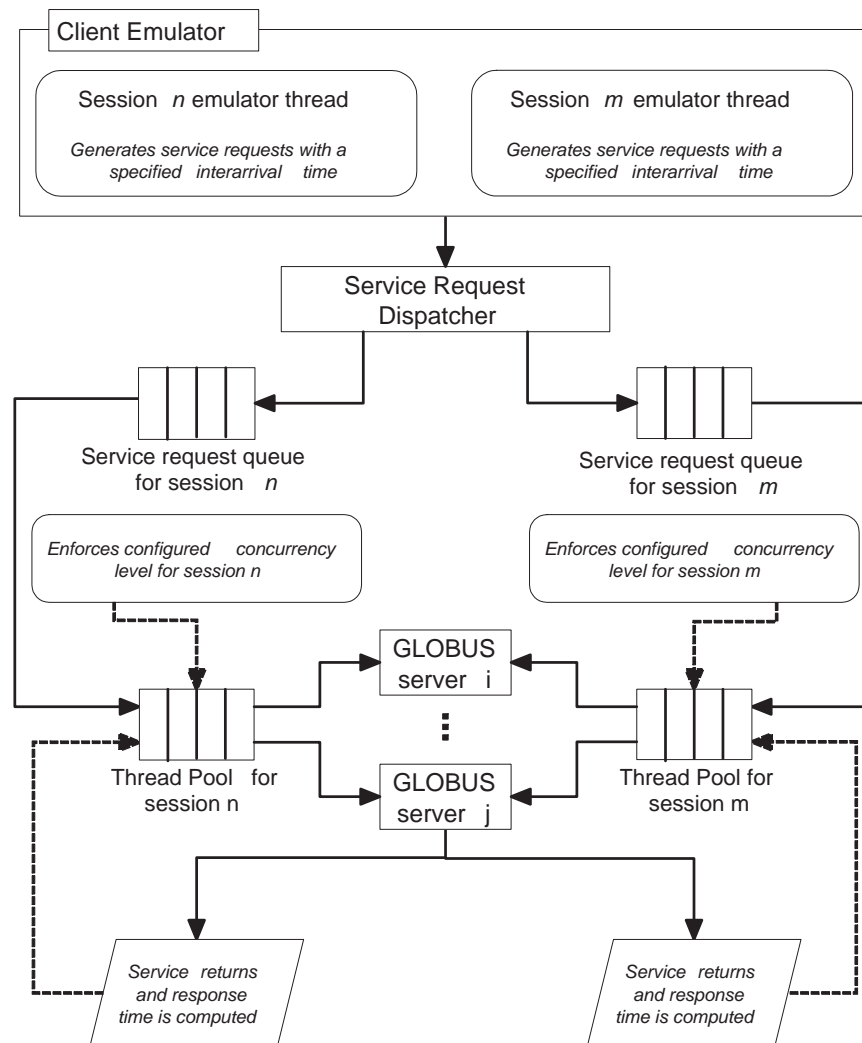 Client Emulator
Session n emulator thread
Generates service requests with a
specified interarrival time
Session m emulator thread
Generates service requests with a
specified interarrival time
Service Request
Dispatcher
Service request queue
for session n
Service request queue
for session m
Enforces configured concurrency
level for session n
Enforces configured concurrency
level for session m
GLOBUS
server i
Thread Pool for
session n
GLOBUS
server j
Thread Pool for
session m
Service returns
and response
time is computed
Service returns
and response
time is computed